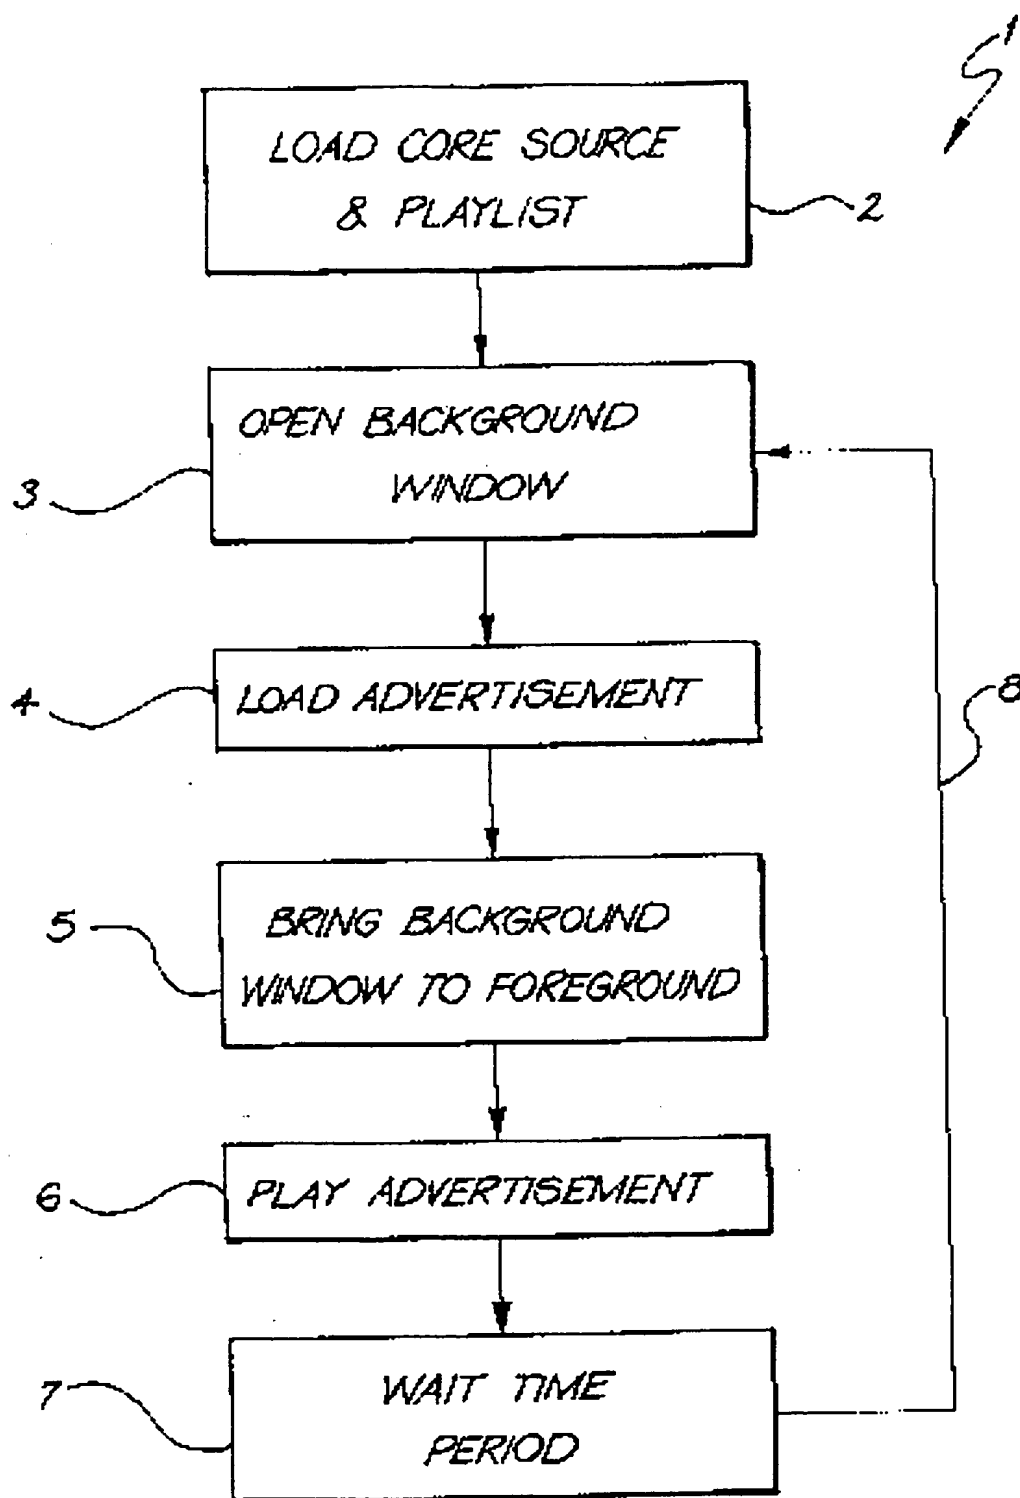 1
LOAD CORE SOURCE
& PLAYLIST
2
OPEN BACKGROUND
WINDOW
3
4
LOAD ADVERTISEMENT
8
5
BRING BACKGROUND
WINDOW TO FOREGROUND
6
PLAY ADVERTISEMENT
7
WAIT TIME
PERIOD